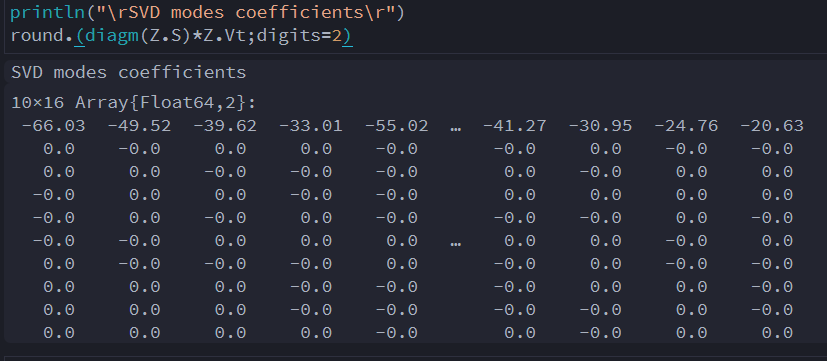 println("\rSVD modes coefficients\r")
round.(diagm(Z.S)*Z.Vt;digits=2)
SVD modes coefficients
10×16 Array{Float64,2}:
-66.03 -49.52 -39.62 -33.01 -55.02 … -41.27 -30.95 -24.76 -20.63
0.0 -0.0 0.0 0.0 -0.0 -0.0 0.0 -0.0 -0.0
0.0 0.0 -0.0 -0.0 -0.0 0.0 -0.0 0.0 0.0
-0.0 0.0 0.0 0.0 -0.0 0.0 0.0 0.0 0.0
-0.0 0.0 -0.0 0.0 -0.0 0.0 -0.0 0.0 -0.0
-0.0 -0.0 0.0 0.0 0.0 … 0.0 0.0 -0.0 0.0
0.0 -0.0 -0.0 -0.0 0.0 -0.0 0.0 -0.0 -0.0
0.0 0.0 0.0 -0.0 -0.0 0.0 0.0 0.0 -0.0
0.0 0.0 0.0 -0.0 0.0 -0.0 -0.0 0.0 -0.0
0.0 0.0 0.0 0.0 -0.0 0.0 -0.0 0.0 0.0